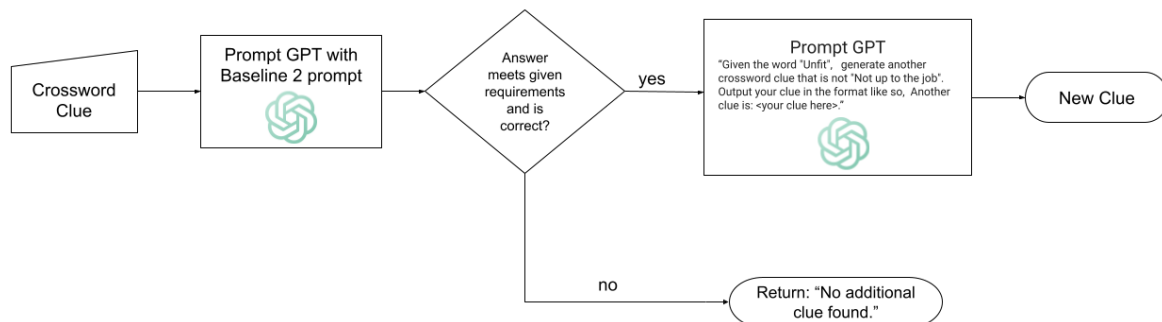 Crossword
Clue
Prompt GPT with
Baseline 2 prompt
Answer
meets given
requirements
and is
correct?
yes
Prompt GPT
"Given the word "Unfit", generate another
crossword clue that is not "Not up to the job".
Output your clue in the format like so, Another
clue is: <your clue here>."
New Clue
no
Return: “No additional
clue found.”